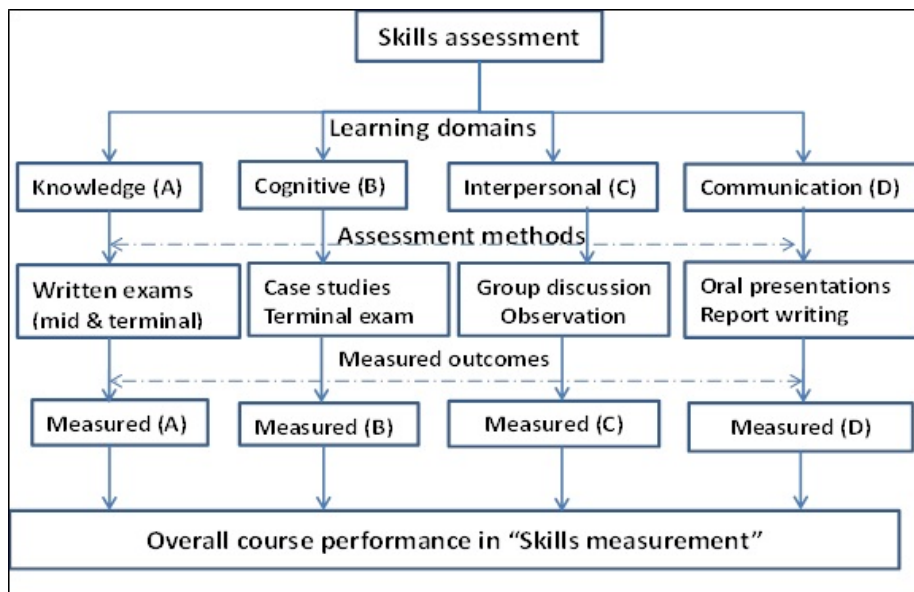 Skills assessment
Learning domains
Knowledge (A)
Cognitive (B)
Interpersonal (C)
Communication (D)
Assessment methods
Written exams
(mid & terminal)
Case studies
Terminal exam
Group discussion
Observation
Oral presentations
Report writing
Measured outcomes
Measured (A)
Measured (B)
Measured (C)
Measured (D)
Overall course performance in “Skills measurement”